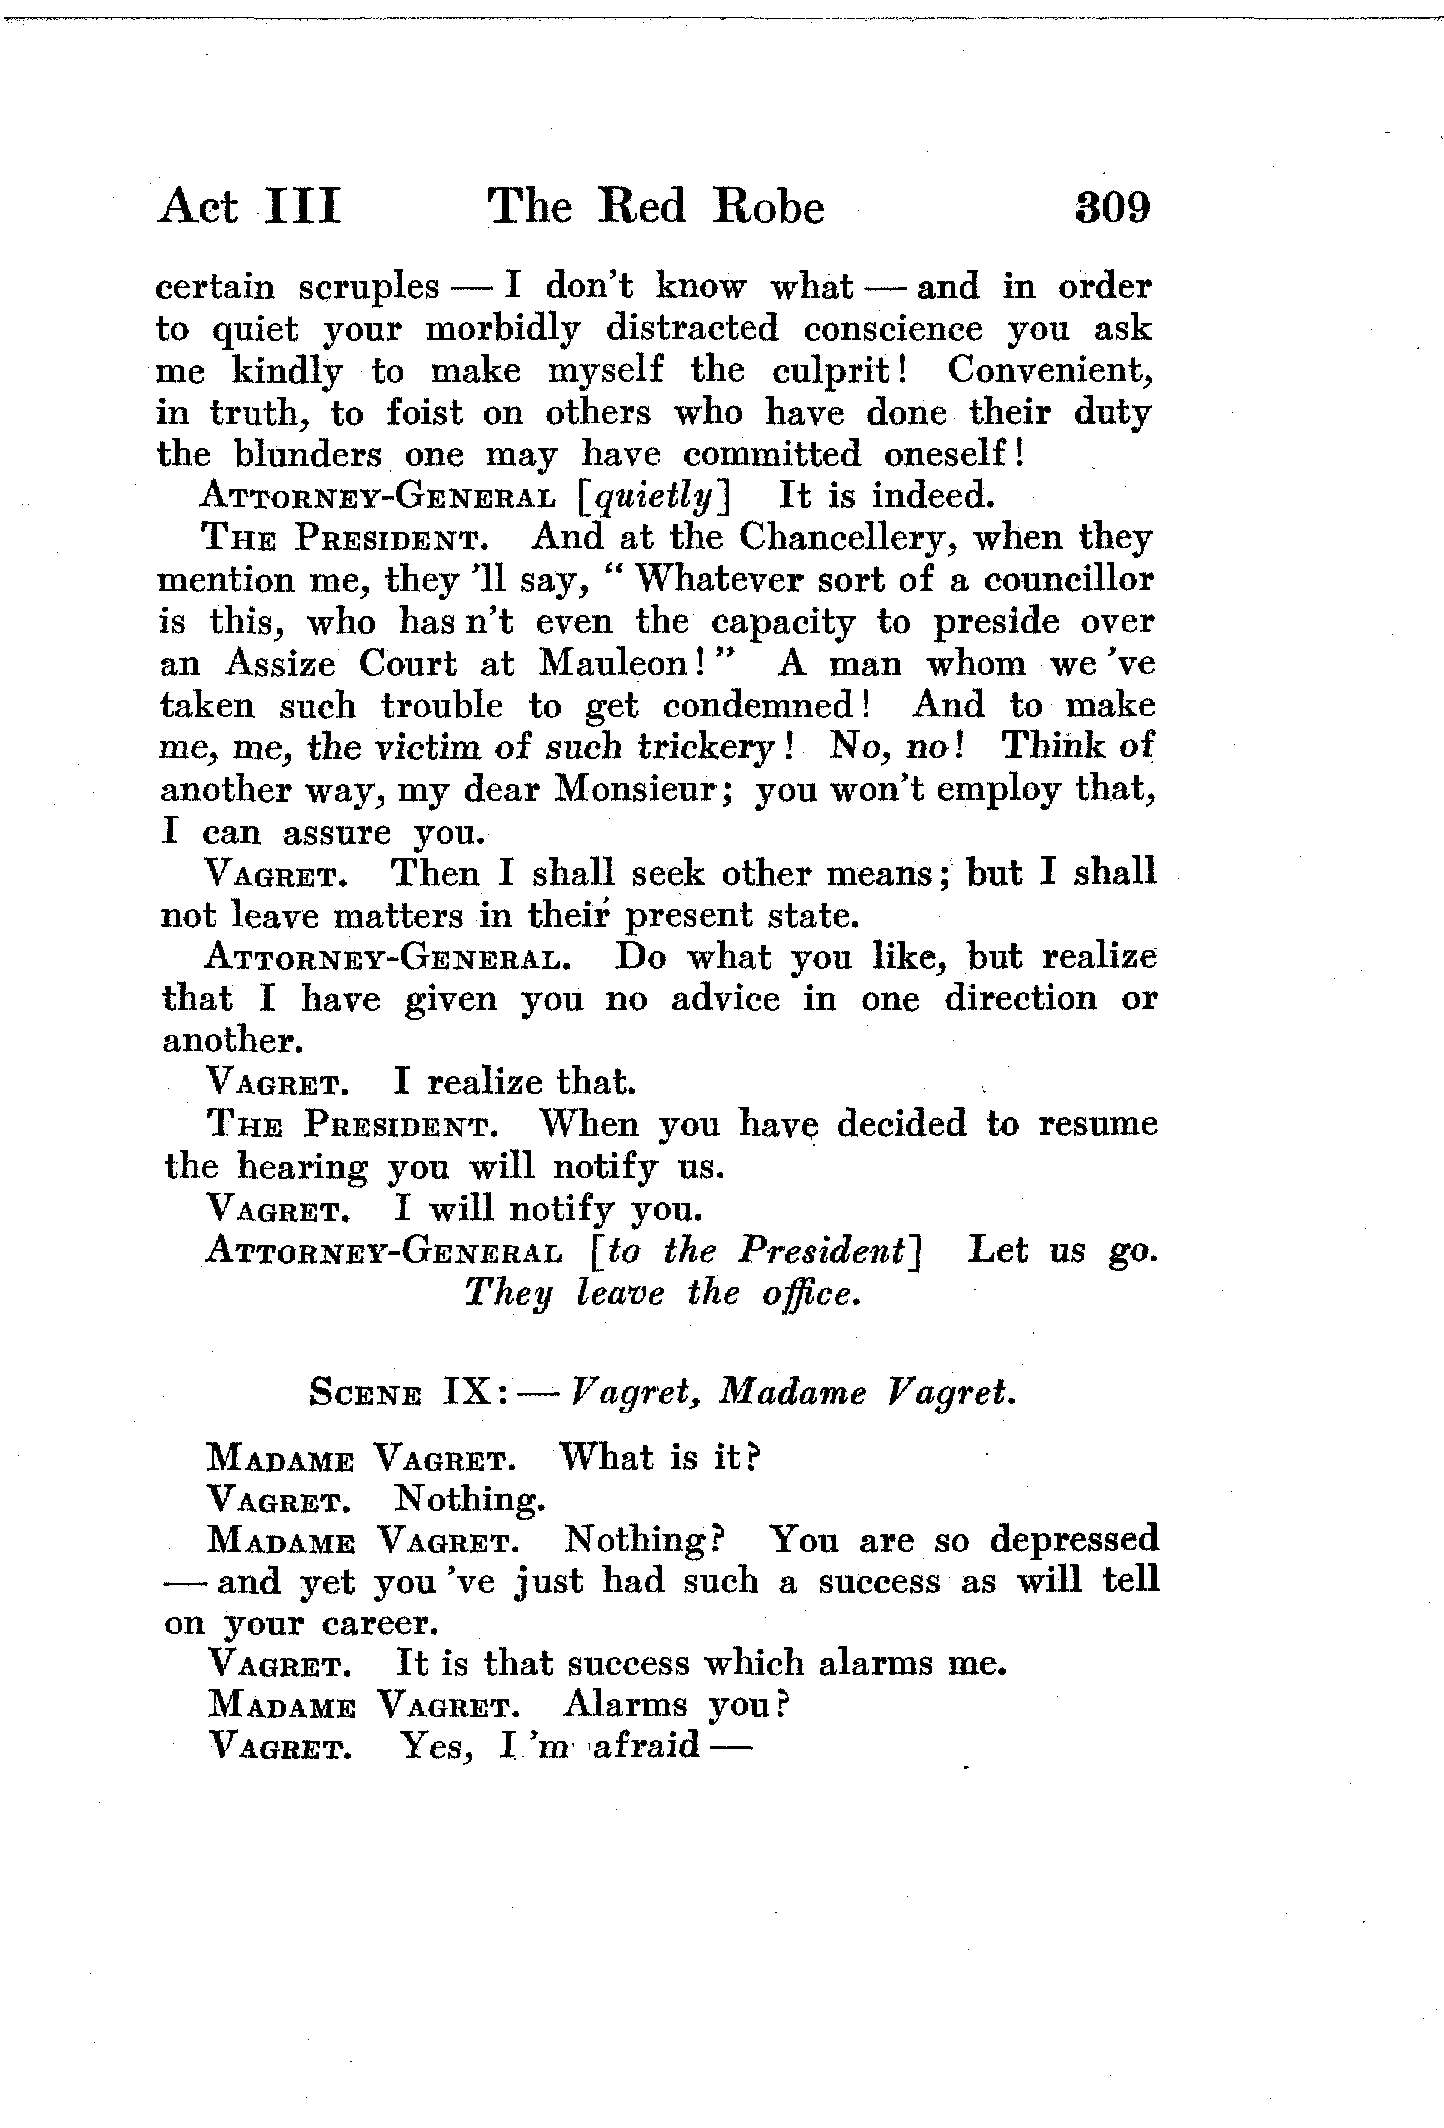 Act III The Red Robe 309
certain scruples — I don't know what — and in order
to quiet your morbidly distracted conscience you ask
me kindly to make myself the culprit! Convenient,
in truth, to foist on others who have done their duty
the blunders one may have committed oneself!
ATTORNEY-GENERAL [quietly] It is indeed.
THE PRESIDENT. And at the Chancellery, when they
mention me, they 'll say, " Whatever sort of a councillor
is this, who has n't even the capacity to preside over
an Assize Court at Mauleon!" A man whom we 've
taken such trouble to get condemned! And to make
me, me, the victim of such trickery! No, no! Think of
another way, my dear Monsieur; you won't employ that,
I can assure you.
VAGRET. Then I shall seek other means; but I shall
not leave matters in their present state.
ATTORNEY-GENERAL. Do what you like, but realize
that I have given you no advice in one direction or
another.
VAGRET. I realize that.
THE PRESIDENT. When you have decided to resume
the hearing you will notify us.
VAGRET. I will notify you.
ATTORNEY-GENERAL [to the President] Let us go.
They leave the office.
SCENE IX: — Vagret, Madame Vagret.
MADAME VAGRET. What is it?
VAGRET. Nothing.
MADAME VAGRET. Nothing? You are so depressed
— and yet you 've just had such a success as will tell
on your career.
VAGRET. It is that success which alarms me.
MADAME VAGRET. Alarms you?
VAGRET. Yes, I 'm afraid —